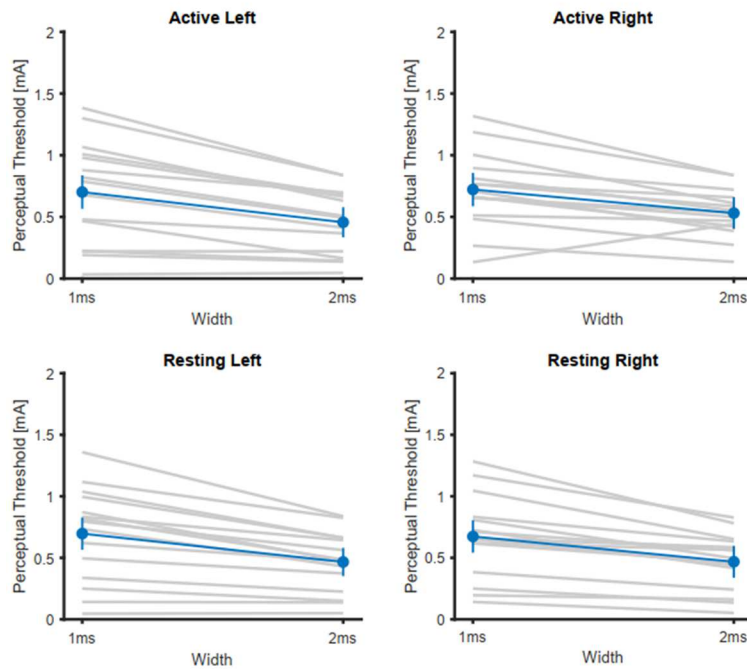 Active Left
Perceptual Threshold [mA]
2
1.5
1
0.5
0
1ms
2ms
Width
Active Right
Perceptual Threshold [mA]
2
1.5
1
0.5
0
1ms
2ms
Width
Resting Left
Perceptual Threshold [mA]
2
1.5
1
0.5
0
1ms
2ms
Width
Resting Right
Perceptual Threshold [mA]
2
1.5
1
0.5
0
1ms
2ms
Width